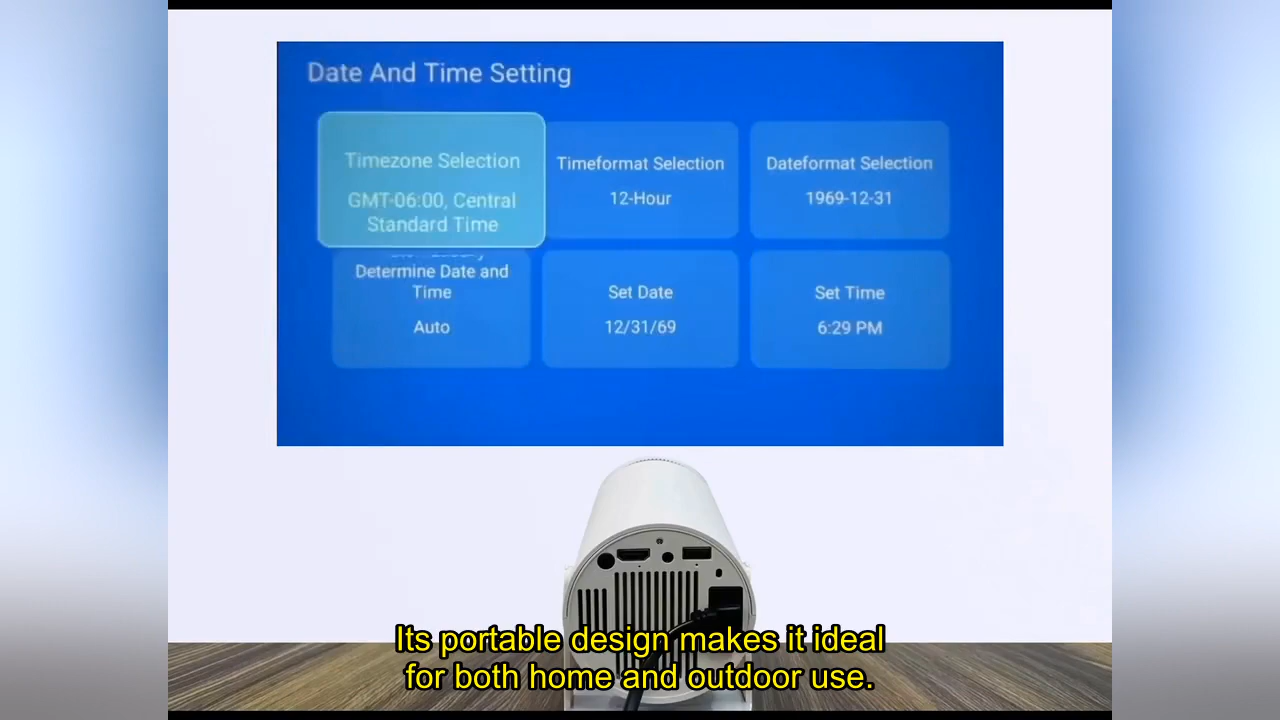 Date And Time Setting
Timezone Selection
GMT-06:00, Central
Standard Time
Timeformat Selection
12-Hour
Dateformat Selection
1969-12-31
Determine Date and
Time
Auto
Set Date
12/31/69
Set Time
6:29 PM
Its portable design makes it ideal
for both home and outdoor use.